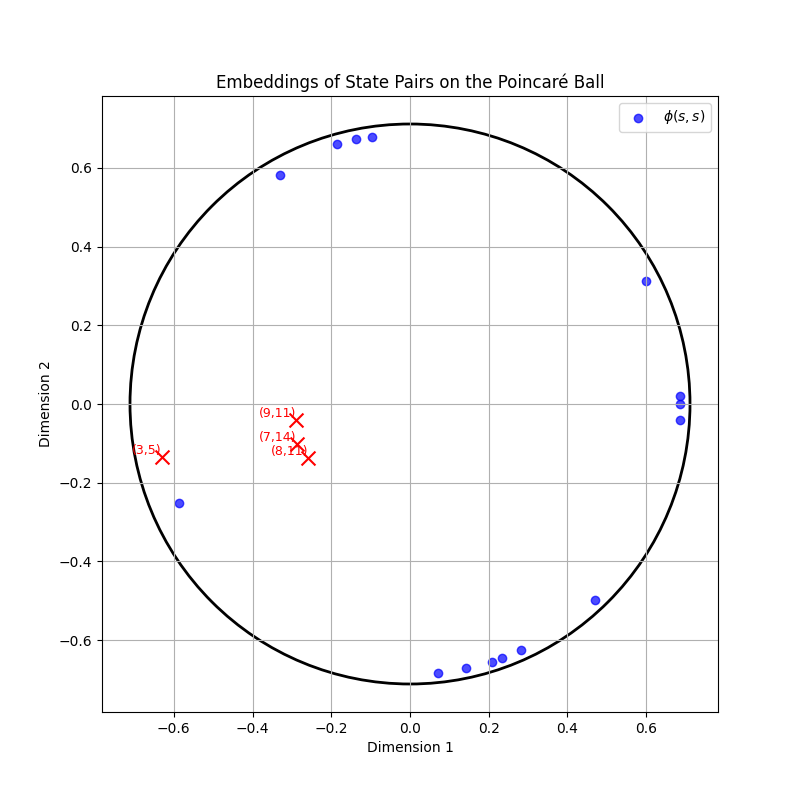 Embeddings of State Pairs on the Poincaré Ball
ϕ(s, s)
0.6
0.4
0.2
0.0
−0.2
−0.4
−0.6
Dimension 2
(9,11)
(7,14)
(8,11)
(3,5)
−0.6 −0.4 −0.2 0.0 0.2 0.4 0.6
Dimension 1